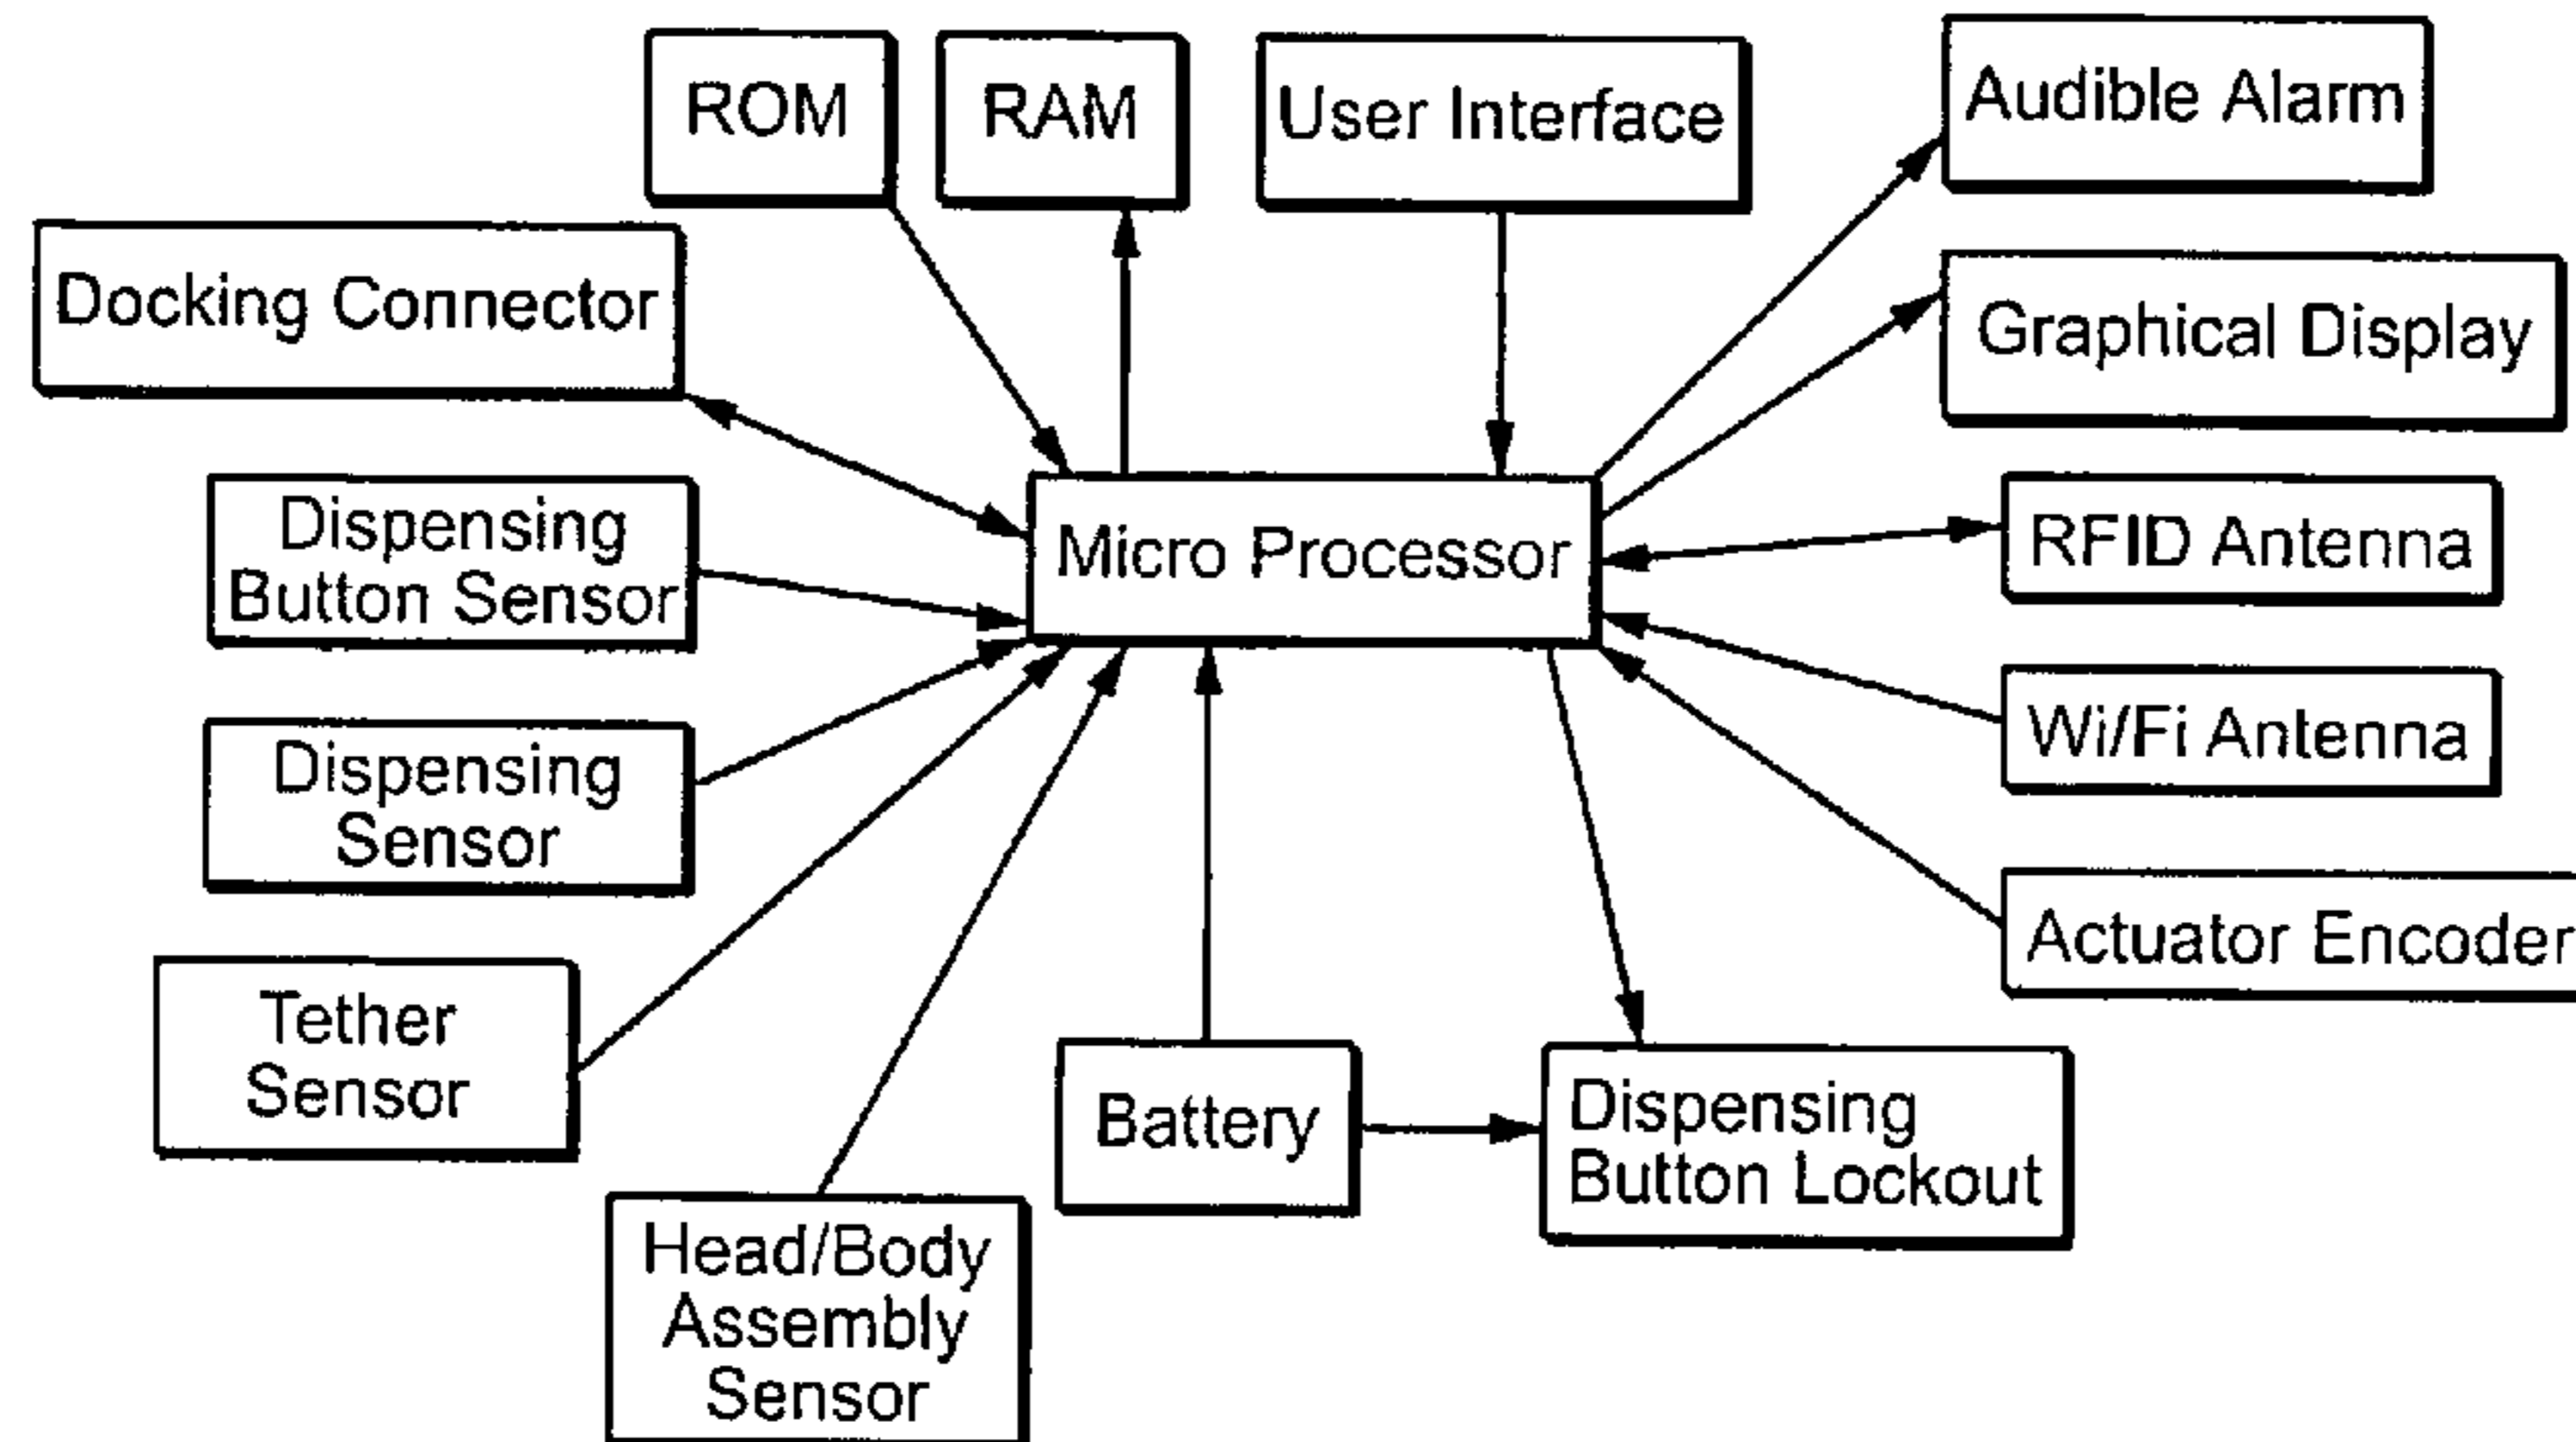 ROM
RAM
User Interface
Audible Alarm
Docking Connector
Graphical Display
Dispensing
Button Sensor
Micro Processor
RFID Antenna
Dispensing
Sensor
Wi/Fi Antenna
Actuator Encoder
Tether
Sensor
Battery
Dispensing
Button Lockout
Head/Body
Assembly
Sensor